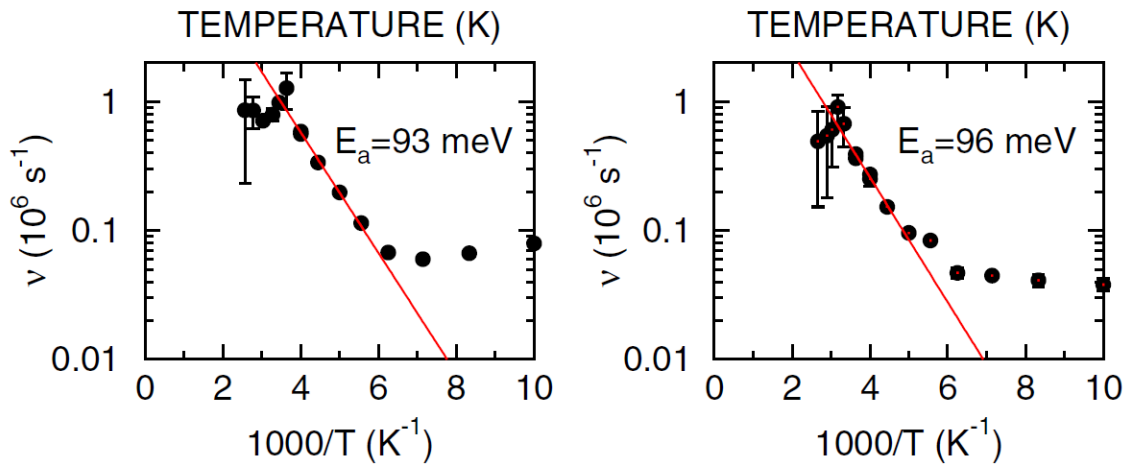 TEMPERATURE (K)
1
0.1
0.01
ν (10⁶ s⁻¹)
Eₐ=93 meV
0 2 4 6 8 10
1000/T (K⁻¹)
TEMPERATURE (K)
1
0.1
0.01
ν (10⁶ s⁻¹)
Eₐ=96 meV
0 2 4 6 8 10
1000/T (K⁻¹)